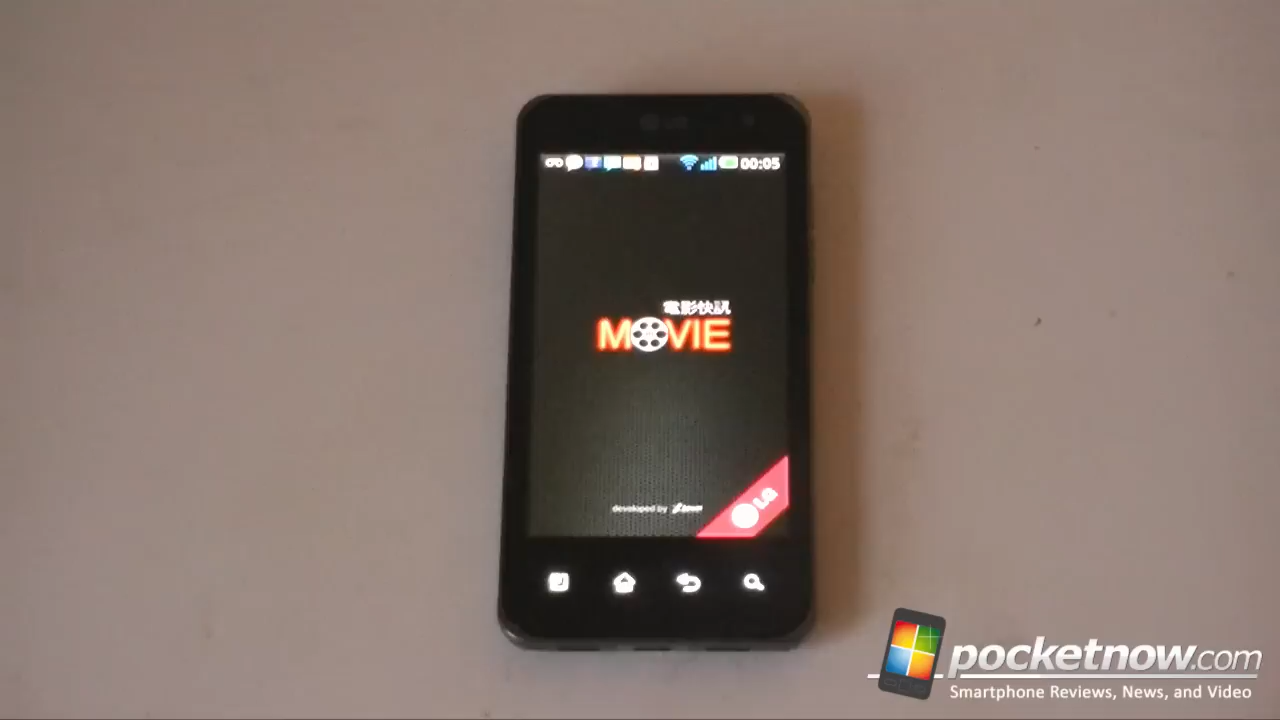 00:05
電影快訊
MOVIE
developed by
LG
pocketnow.com
Smartphone Reviews, News, and Video